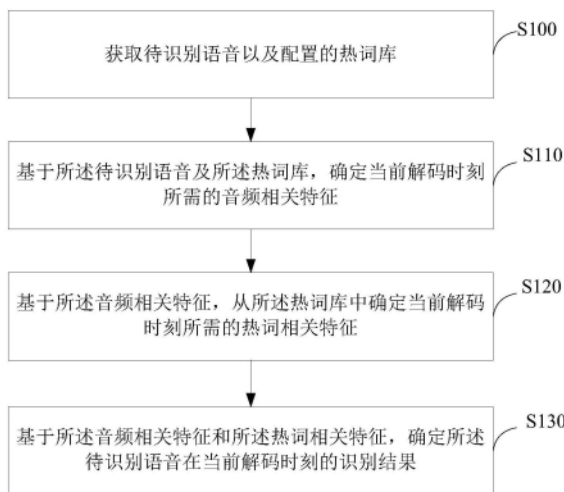 S100
获取待识别语音以及配置的热词库
S110
基于所述待识别语音及所述热词库，确定当前解码时刻
所需的音频相关特征
S120
基于所述音频相关特征，从所述热词库中确定当前解码
时刻所需的热词相关特征
S130
基于所述音频相关特征和所述热词相关特征，确定所述
待识别语音在当前解码时刻的识别结果